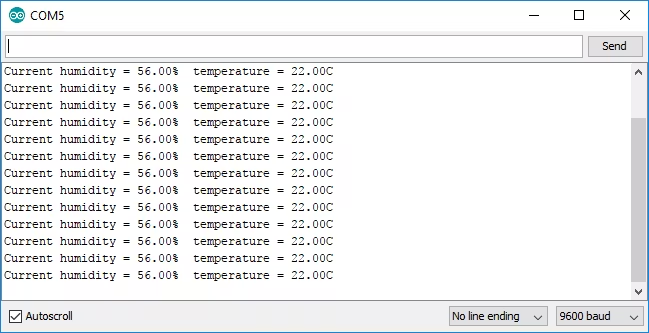 COM5
Send
Current humidity = 56.00%  temperature = 22.00C
Current humidity = 56.00%  temperature = 22.00C
Current humidity = 56.00%  temperature = 22.00C
Current humidity = 56.00%  temperature = 22.00C
Current humidity = 56.00%  temperature = 22.00C
Current humidity = 56.00%  temperature = 22.00C
Current humidity = 56.00%  temperature = 22.00C
Current humidity = 56.00%  temperature = 22.00C
Current humidity = 56.00%  temperature = 22.00C
Current humidity = 56.00%  temperature = 22.00C
Current humidity = 56.00%  temperature = 22.00C
Current humidity = 56.00%  temperature = 22.00C
Current humidity = 56.00%  temperature = 22.00C
Autoscroll No line ending 9600 baud